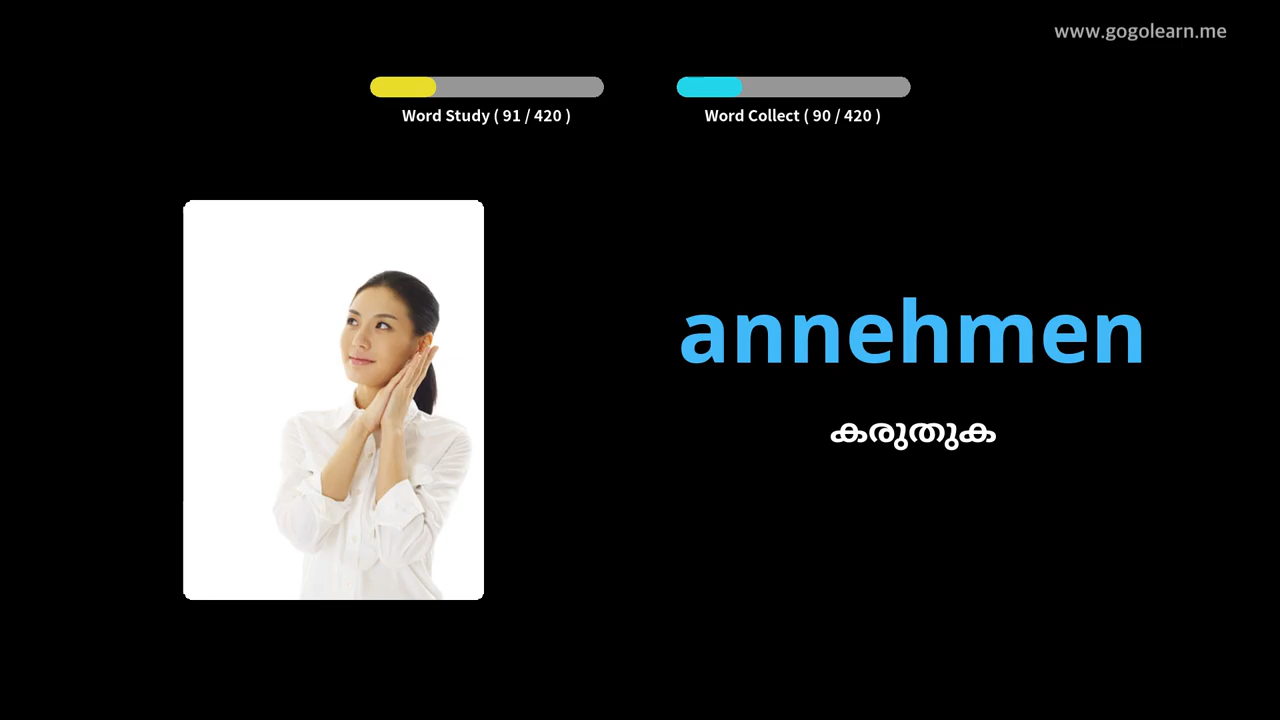 www.gogolearn.me
Word Study ( 91 / 420 )
Word Collect ( 90 / 420 )
annehmen
കരുതുക